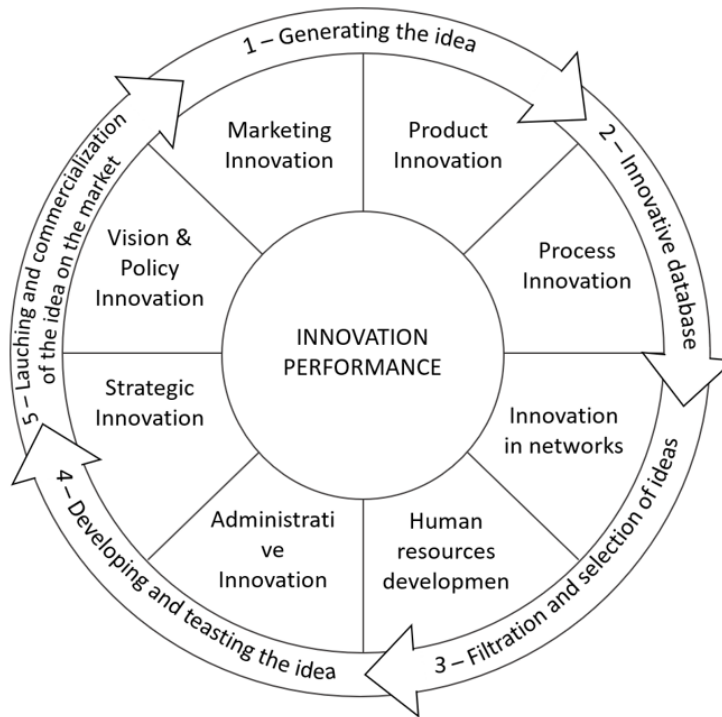 1 – Generating the idea
2 – Innovative database
3 – Filtration and selection of ideas
4 – Developing and teasting the idea
5 – Lauching and commercialization
of the idea on the market
Marketing
Innovation
Product
Innovation
Process
Innovation
Innovation
in networks
Human
resources
developmen
Administrati
ve
Innovation
Strategic
Innovation
Vision &
Policy
Innovation
INNOVATION
PERFORMANCE